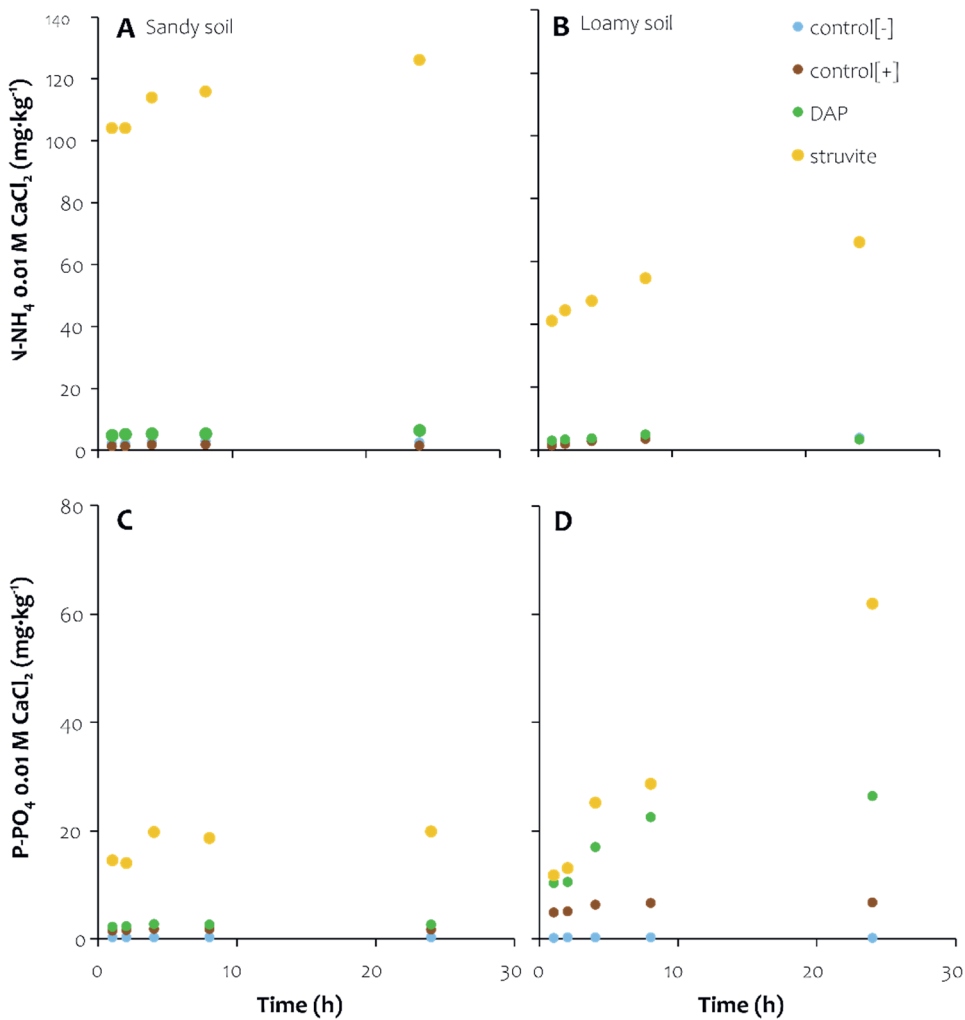 A Sandy soil
B Loamy soil
control[-]
control[+]
DAP
struvite
N-NH4 0.01 M CaCl2 (mg·kg-1)
140
120
100
80
60
40
20
0
C
D
P-PO4 0.01 M CaCl2 (mg·kg-1)
80
60
40
20
0
0 10 20 30
0 10 20 30
Time (h)
Time (h)